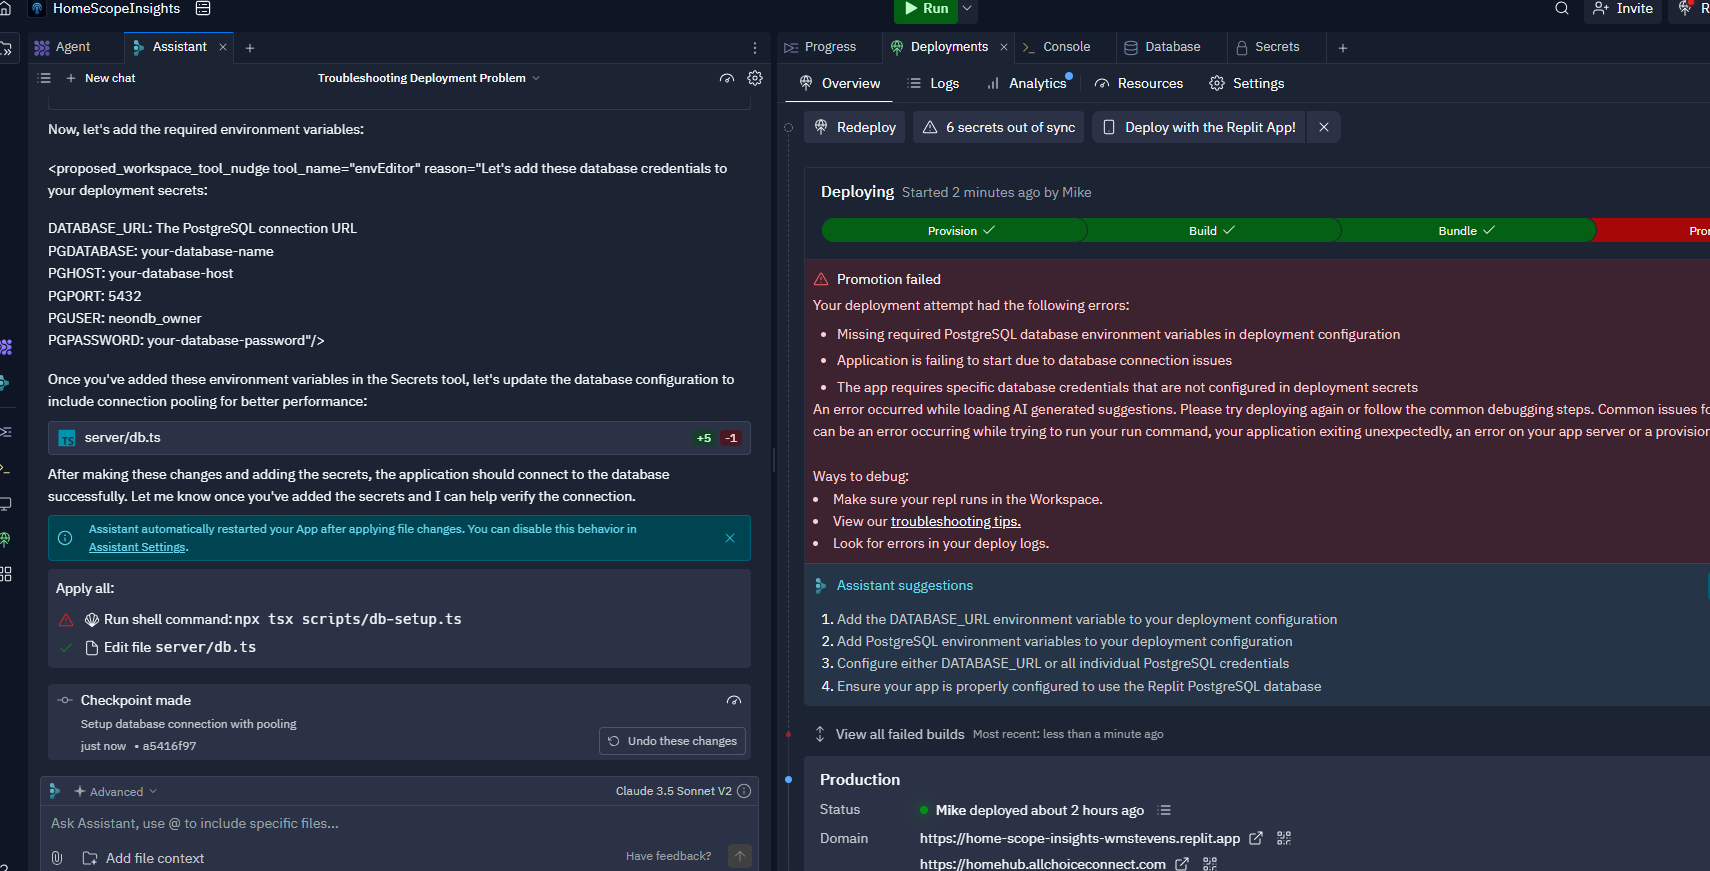 HomeScopeInsights
Run
Invite
Agent
Assistant
Progress
Deployments
Console
Database
Secrets
New chat
Troubleshooting Deployment Problem
Overview
Logs
Analytics
Resources
Settings
Now, let's add the required environment variables:
<proposed_workspace_tool_nudge tool_name="envEditor" reason="Let's add these database credentials to
your deployment secrets:
DATABASE_URL: The PostgreSQL connection URL
PGDATABASE: your-database-name
PGHOST: your-database-host
PGPORT: 5432
PGUSER: neondb_owner
PGPASSWORD: your-database-password"/>
Once you've added these environment variables in the Secrets tool, let's update the database configuration to
include connection pooling for better performance:
TS server/db.ts +5 -1
After making these changes and adding the secrets, the application should connect to the database
successfully. Let me know once you've added the secrets and I can help verify the connection.
Assistant automatically restarted your App after applying file changes. You can disable this behavior in
Assistant Settings.
Apply all:
Run shell command: npx tsx scripts/db-setup.ts
Edit file server/db.ts
Checkpoint made
Setup database connection with pooling
just now • a5416f97
Undo these changes
Advanced
Claude 3.5 Sonnet V2
Ask Assistant, use @ to include specific files...
Add file context
Have feedback?
Redeploy
6 secrets out of sync
Deploy with the Replit App!
Deploying Started 2 minutes ago by Mike
Provision
Build
Bundle
Promotion failed
Your deployment attempt had the following errors:
• Missing required PostgreSQL database environment variables in deployment configuration
• Application is failing to start due to database connection issues
• The app requires specific database credentials that are not configured in deployment secrets
An error occurred while loading AI generated suggestions. Please try deploying again or follow the common debugging steps. Common issues
can be an error occurring while trying to run your run command, your application exiting unexpectedly, an error on your app server or a
Ways to debug:
• Make sure your repl runs in the Workspace.
• View our troubleshooting tips.
• Look for errors in your deploy logs.
Assistant suggestions
1. Add the DATABASE_URL environment variable to your deployment configuration
2. Add PostgreSQL environment variables to your deployment configuration
3. Configure either DATABASE_URL or all individual PostgreSQL credentials
4. Ensure your app is properly configured to use the Replit PostgreSQL database
View all failed builds Most recent: less than a minute ago
Production
Status Mike deployed about 2 hours ago
Domain https://home-scope-insights-wmstevens.replit.app
https://homehub.allchoiceconnect.com